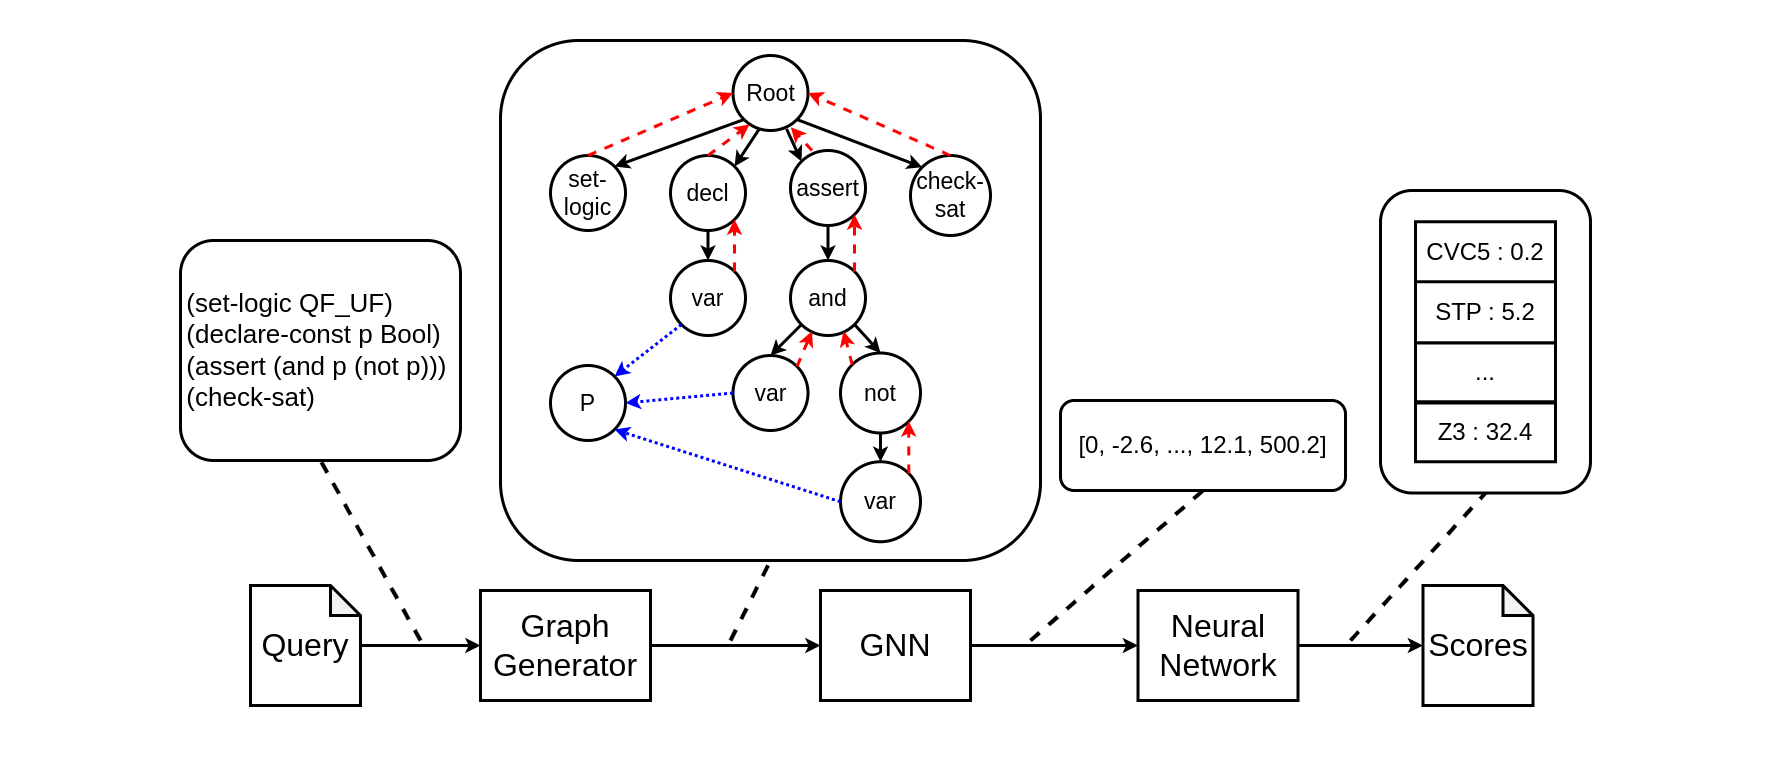 Root
set-
logic
decl
assert
check-
sat
var
and
P
var
not
var
(set-logic QF_UF)
(declare-const p Bool)
(assert (and p (not p)))
(check-sat)
[0, -2.6, ..., 12.1, 500.2]
CVC5 : 0.2
STP : 5.2
...
Z3 : 32.4
Query
Graph
Generator
GNN
Neural
Network
Scores